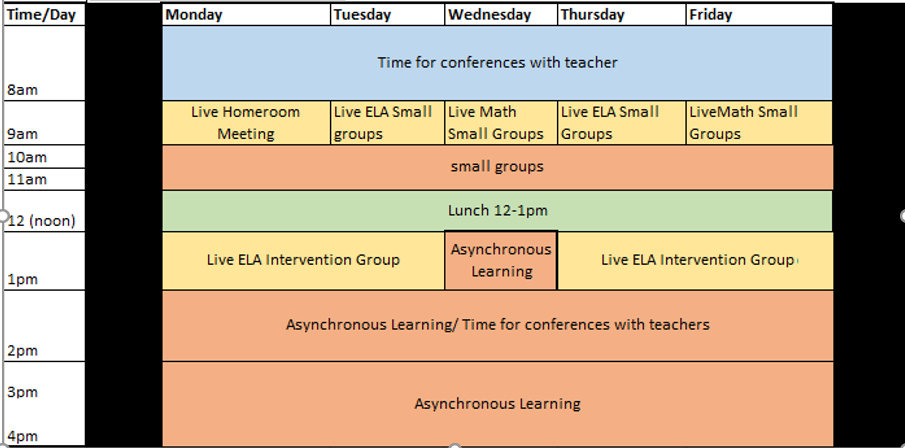 Time/Day Monday Tuesday Wednesday Thursday Friday
Time for conferences with teacher
8am
Live Homeroom Live ELA Small Live Math Live ELA Small LiveMath Small
9am Meeting groups Small Groups Groups Groups
10am
small groups
11am
Lunch 12-1pm
12 (noon)
Asynchronous
Live ELA Intervention Group Learning Live ELA Intervention Group
1pm
Asynchronous Learning/ Time for conferences with teachers
2pm
3pm
Asynchronous Learning
4pm